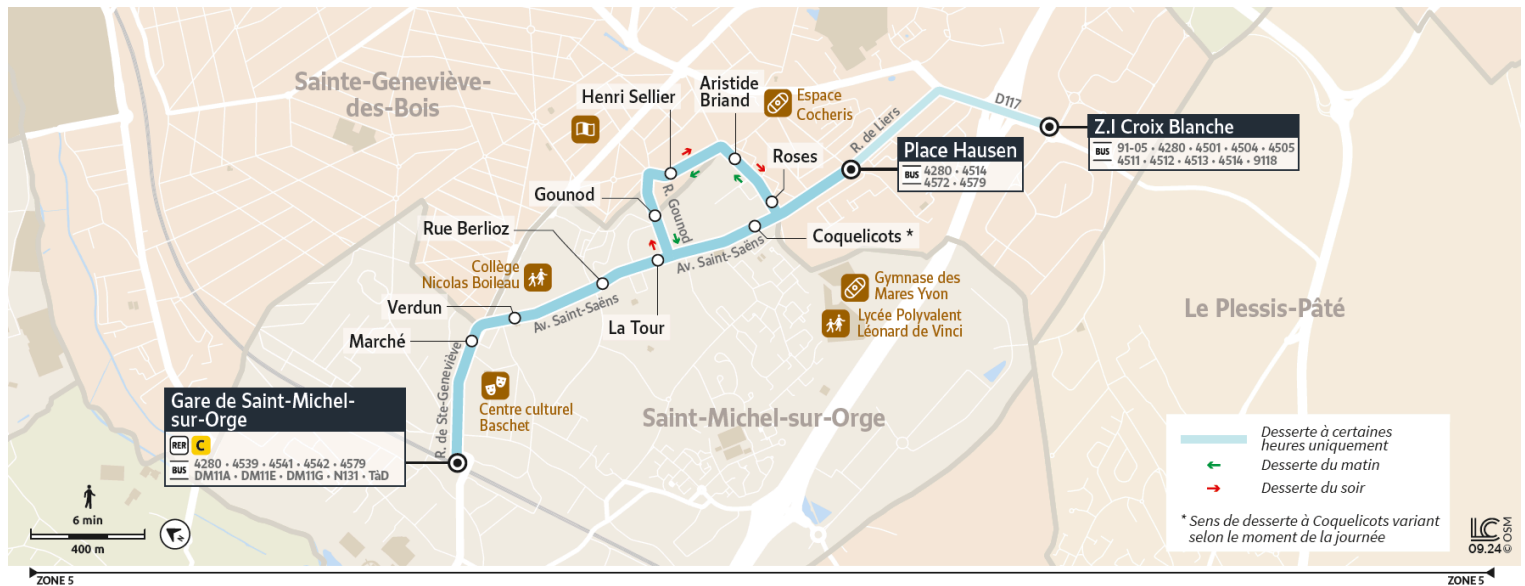 Sainte-Geneviève-
des-Bois
Henri Sellier
Aristide
Briand
Espace
Cocheris
R. de Liers
D117
Z.I Croix Blanche
BUS
91-05 • 4280 • 4501 • 4504 • 4505
4511 • 4512 • 4513 • 4514 • 9118
Place Hausen
BUS
4280 • 4514
4572 • 4579
Roses
Gounod
R. Gounod
Rue Berlioz
Coquelicots *
Av. Saint-Saëns
Collège
Nicolas Boileau
Gymnase des
Mares Yvon
Lycée Polyvalent
Léonard de Vinci
Le Plessis-Pâté
Verdun
Av. Saint-Saëns
La Tour
Marché
R. de Ste-Geneviève
Centre culturel
Baschet
Saint-Michel-sur-Orge
Gare de Saint-Michel-
sur-Orge
RER C
BUS
4280 • 4539 • 4541 • 4542 • 4579
DM11A • DM11E • DM11G • N131 • TàD
6 min
400 m
Desserte à certaines
heures uniquement
Desserte du matin
Desserte du soir
* Sens de desserte à Coquelicots variant
selon le moment de la journée
LC
09.24 © OSM
ZONE 5
ZONE 5